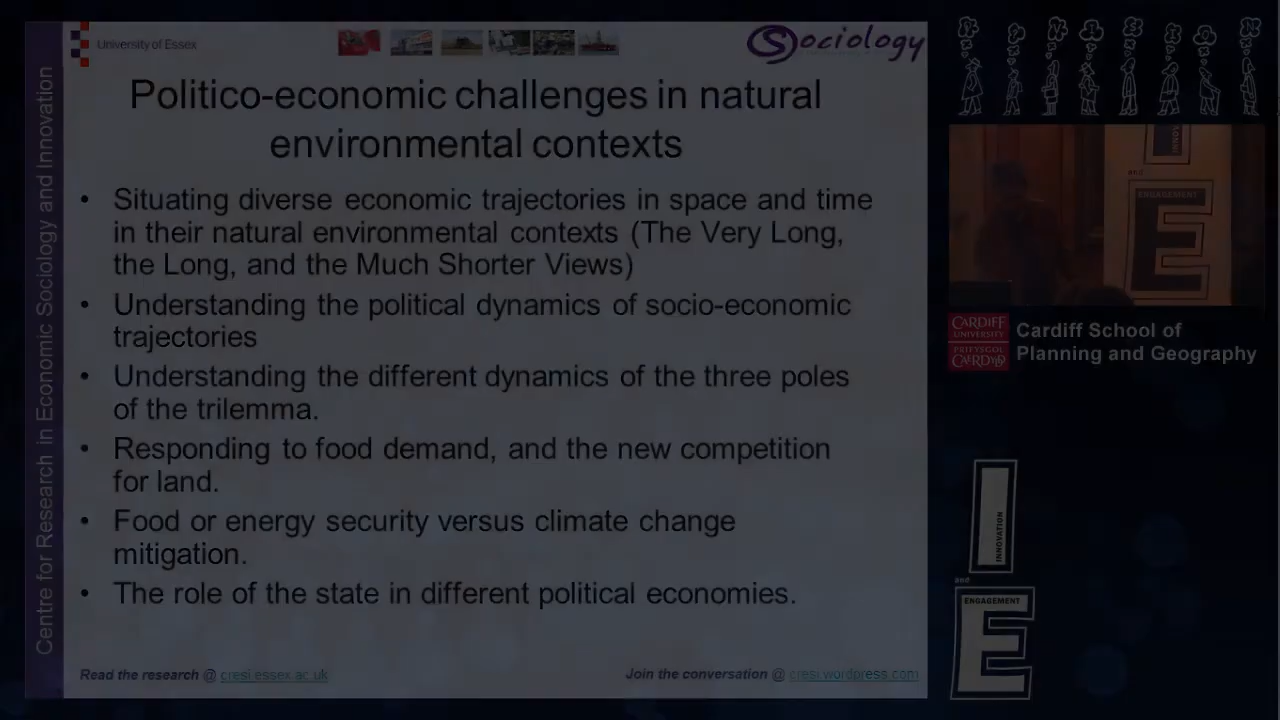 University of Essex
Sociology
Centre for Research in Economic Sociology and Innovation
Politico-economic challenges in natural
environmental contexts
• Situating diverse economic trajectories in space and time
in their natural environmental contexts (The Very Long,
the Long, and the Much Shorter Views)
• Understanding the political dynamics of socio-economic
trajectories
• Understanding the different dynamics of the three poles
of the trilemma.
• Responding to food demand, and the new competition
for land.
• Food or energy security versus climate change
mitigation.
• The role of the state in different political economies.
Read the research @ cresi.essex.ac.uk
Join the conversation @ cresi.wordpress.com
and
ENGAGEMENT
E
CARDIFF
UNIVERSITY
PRIFYSGOL
CAERDYDD
Cardiff School of
Planning and Geography
I
INNOVATION
and
ENGAGEMENT
E